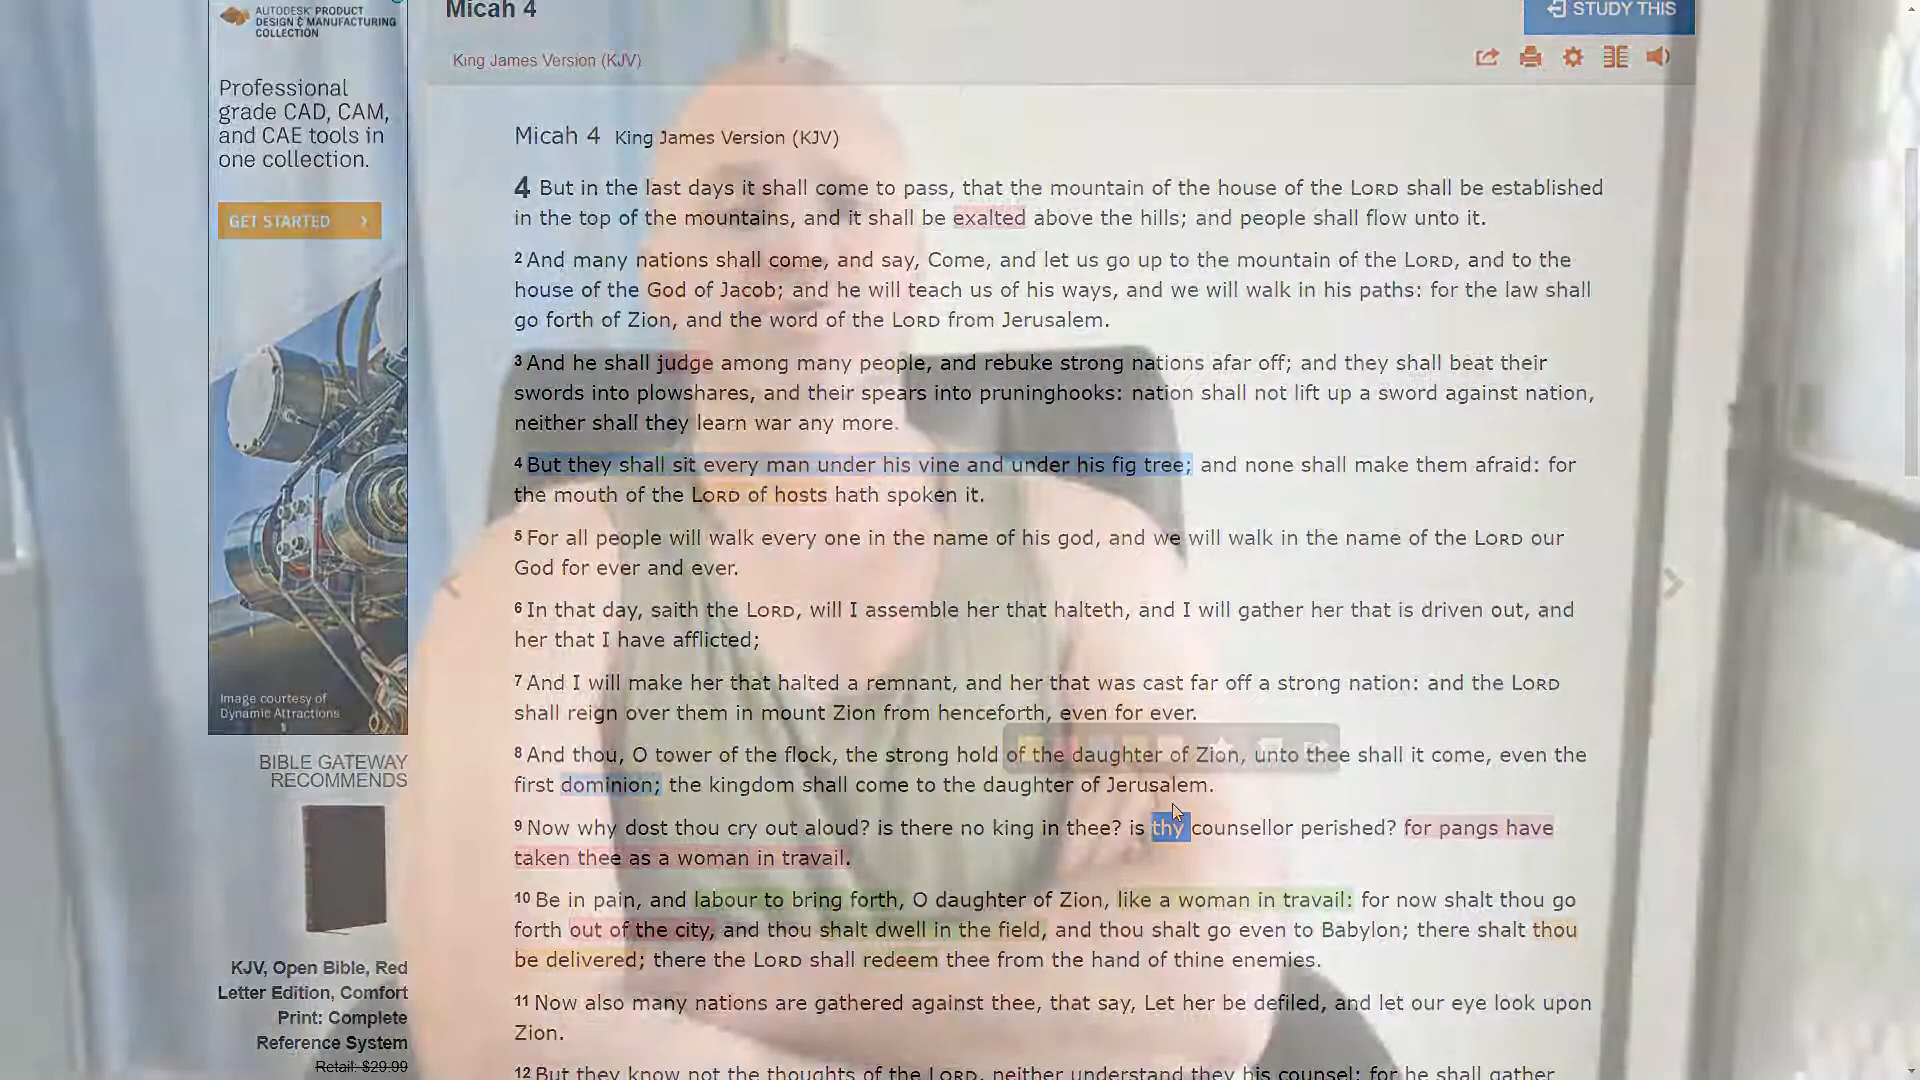 AUTODESK® PRODUCT
DESIGN & MANUFACTURING
COLLECTION
Professional
grade CAD, CAM,
and CAE tools in
one collection.
GET STARTED
Image courtesy of
Dynamic Attractions
BIBLE GATEWAY
RECOMMENDS
KJV, Open Bible, Red
Letter Edition, Comfort
Print: Complete
Reference System
Retail: $29.99
Micah 4
STUDY THIS
King James Version (KJV)
Micah 4 King James Version (KJV)
4 But in the last days it shall come to pass, that the mountain of the house of the LORD shall be established
in the top of the mountains, and it shall be exalted above the hills; and people shall flow unto it.
2 And many nations shall come, and say, Come, and let us go up to the mountain of the LORD, and to the
house of the God of Jacob; and he will teach us of his ways, and we will walk in his paths: for the law shall
go forth of Zion, and the word of the LORD from Jerusalem.
3 And he shall judge among many people, and rebuke strong nations afar off; and they shall beat their
swords into plowshares, and their spears into pruninghooks: nation shall not lift up a sword against nation,
neither shall they learn war any more.
4 But they shall sit every man under his vine and under his fig tree; and none shall make them afraid: for
the mouth of the LORD of hosts hath spoken it.
5 For all people will walk every one in the name of his god, and we will walk in the name of the LORD our
God for ever and ever.
6 In that day, saith the LORD, will I assemble her that halteth, and I will gather her that is driven out, and
her that I have afflicted;
7 And I will make her that halted a remnant, and her that was cast far off a strong nation: and the LORD
shall reign over them in mount Zion from henceforth, even for ever.
8 And thou, O tower of the flock, the strong hold of the daughter of Zion, unto thee shall it come, even the
first dominion; the kingdom shall come to the daughter of Jerusalem.
9 Now why dost thou cry out aloud? is there no king in thee? is thy counsellor perished? for pangs have
taken thee as a woman in travail.
10 Be in pain, and labour to bring forth, O daughter of Zion, like a woman in travail: for now shalt thou go
forth out of the city, and thou shalt dwell in the field, and thou shalt go even to Babylon; there shalt thou
be delivered; there the LORD shall redeem thee from the hand of thine enemies.
11 Now also many nations are gathered against thee, that say, Let her be defiled, and let our eye look upon
Zion.
12 But they know not the thoughts of the LORD, neither understand they his counsel: for he shall gather